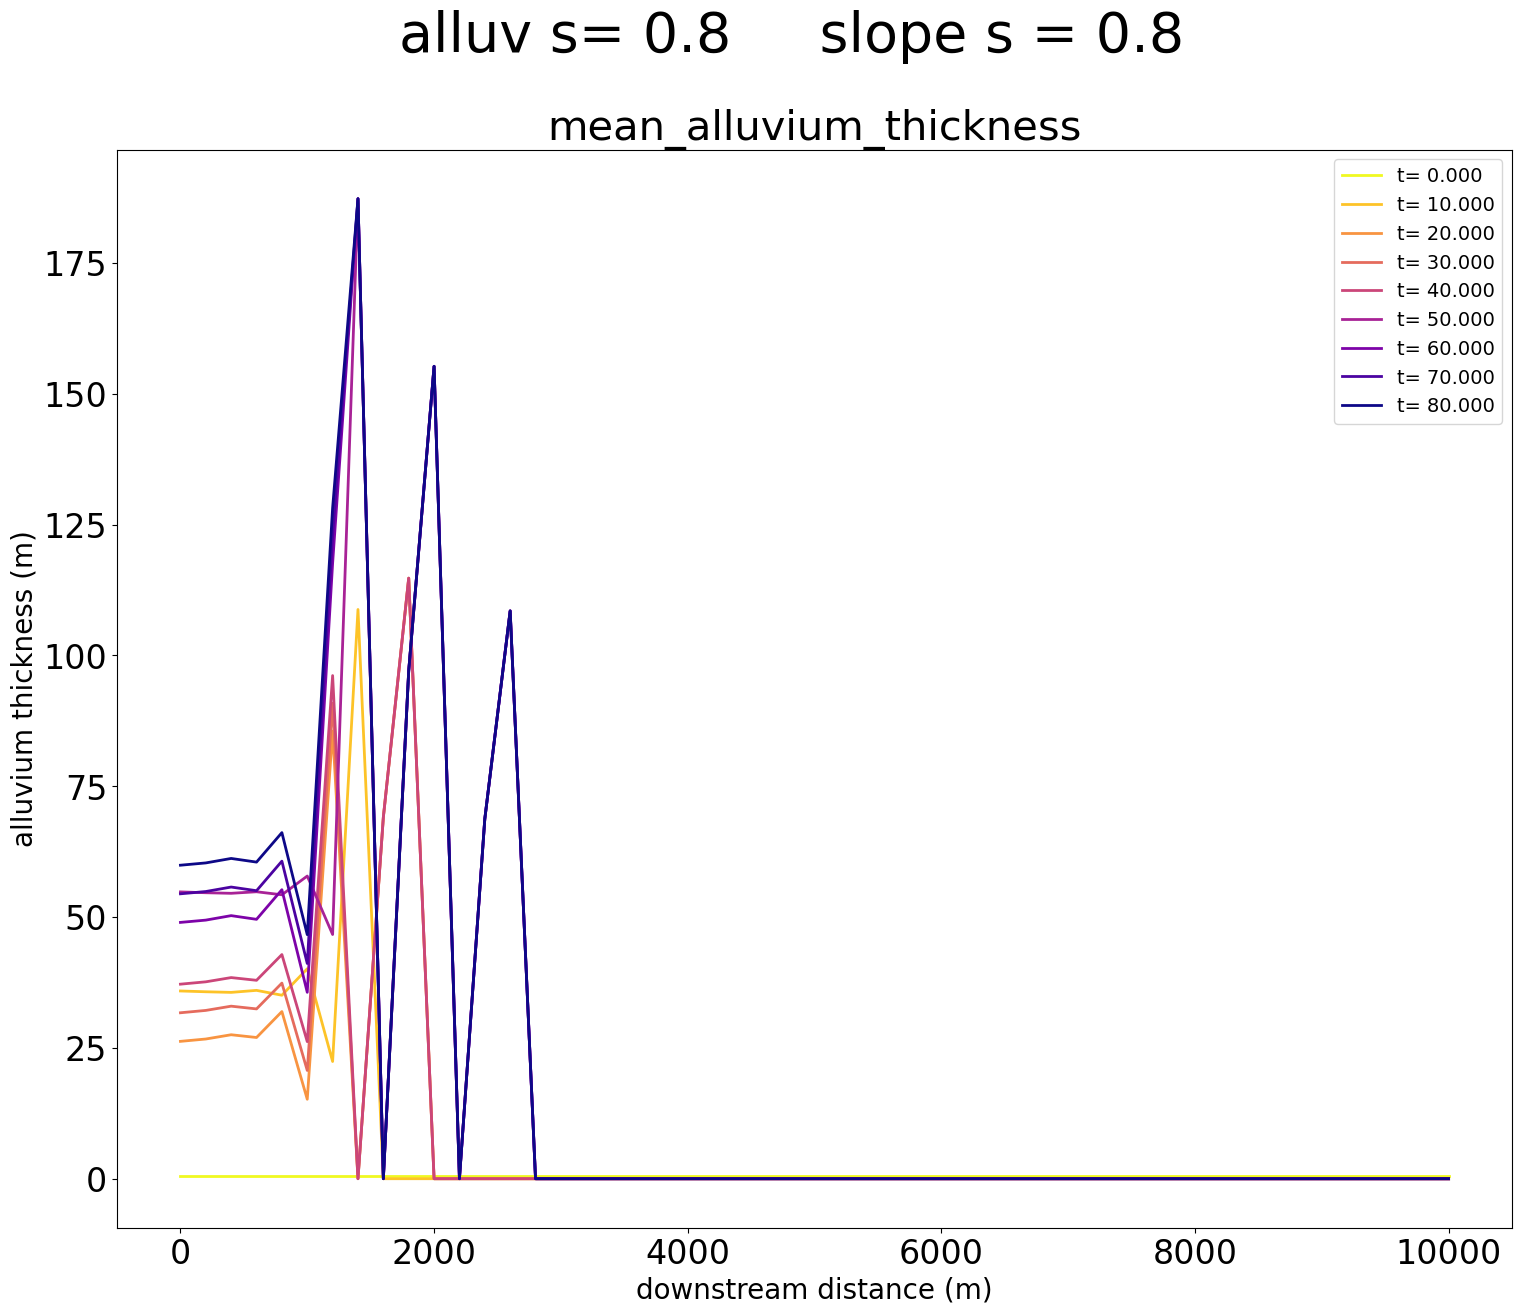 alluv s= 0.8     slope s = 0.8
mean_alluvium_thickness
t= 0.000
t= 10.000
t= 20.000
t= 30.000
t= 40.000
t= 50.000
t= 60.000
t= 70.000
t= 80.000
alluvium thickness (m)
175
150
125
100
75
50
25
0
0 2000 4000 6000 8000 10000
downstream distance (m)